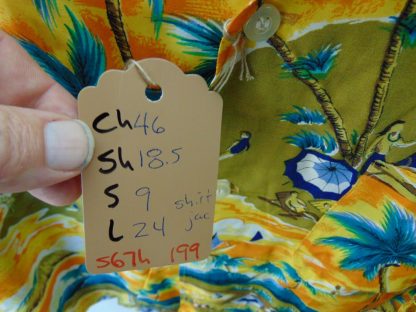 Ch 46
Sh 18.5
S 9 shirt
L 24 jac
S67h 199